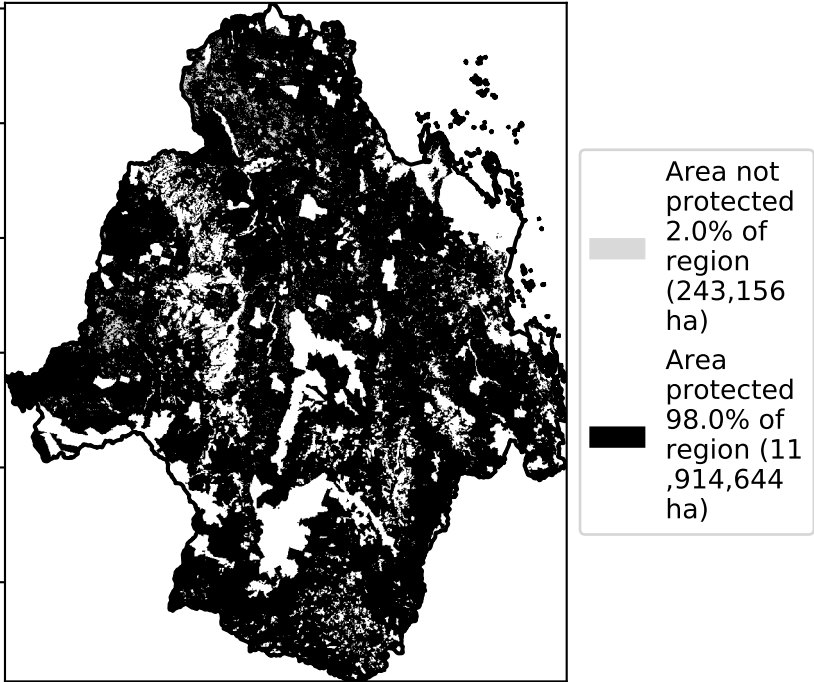 Area not
protected
2.0% of
region
(243,156
ha)
Area
protected
98.0% of
region (11
,914,644
ha)